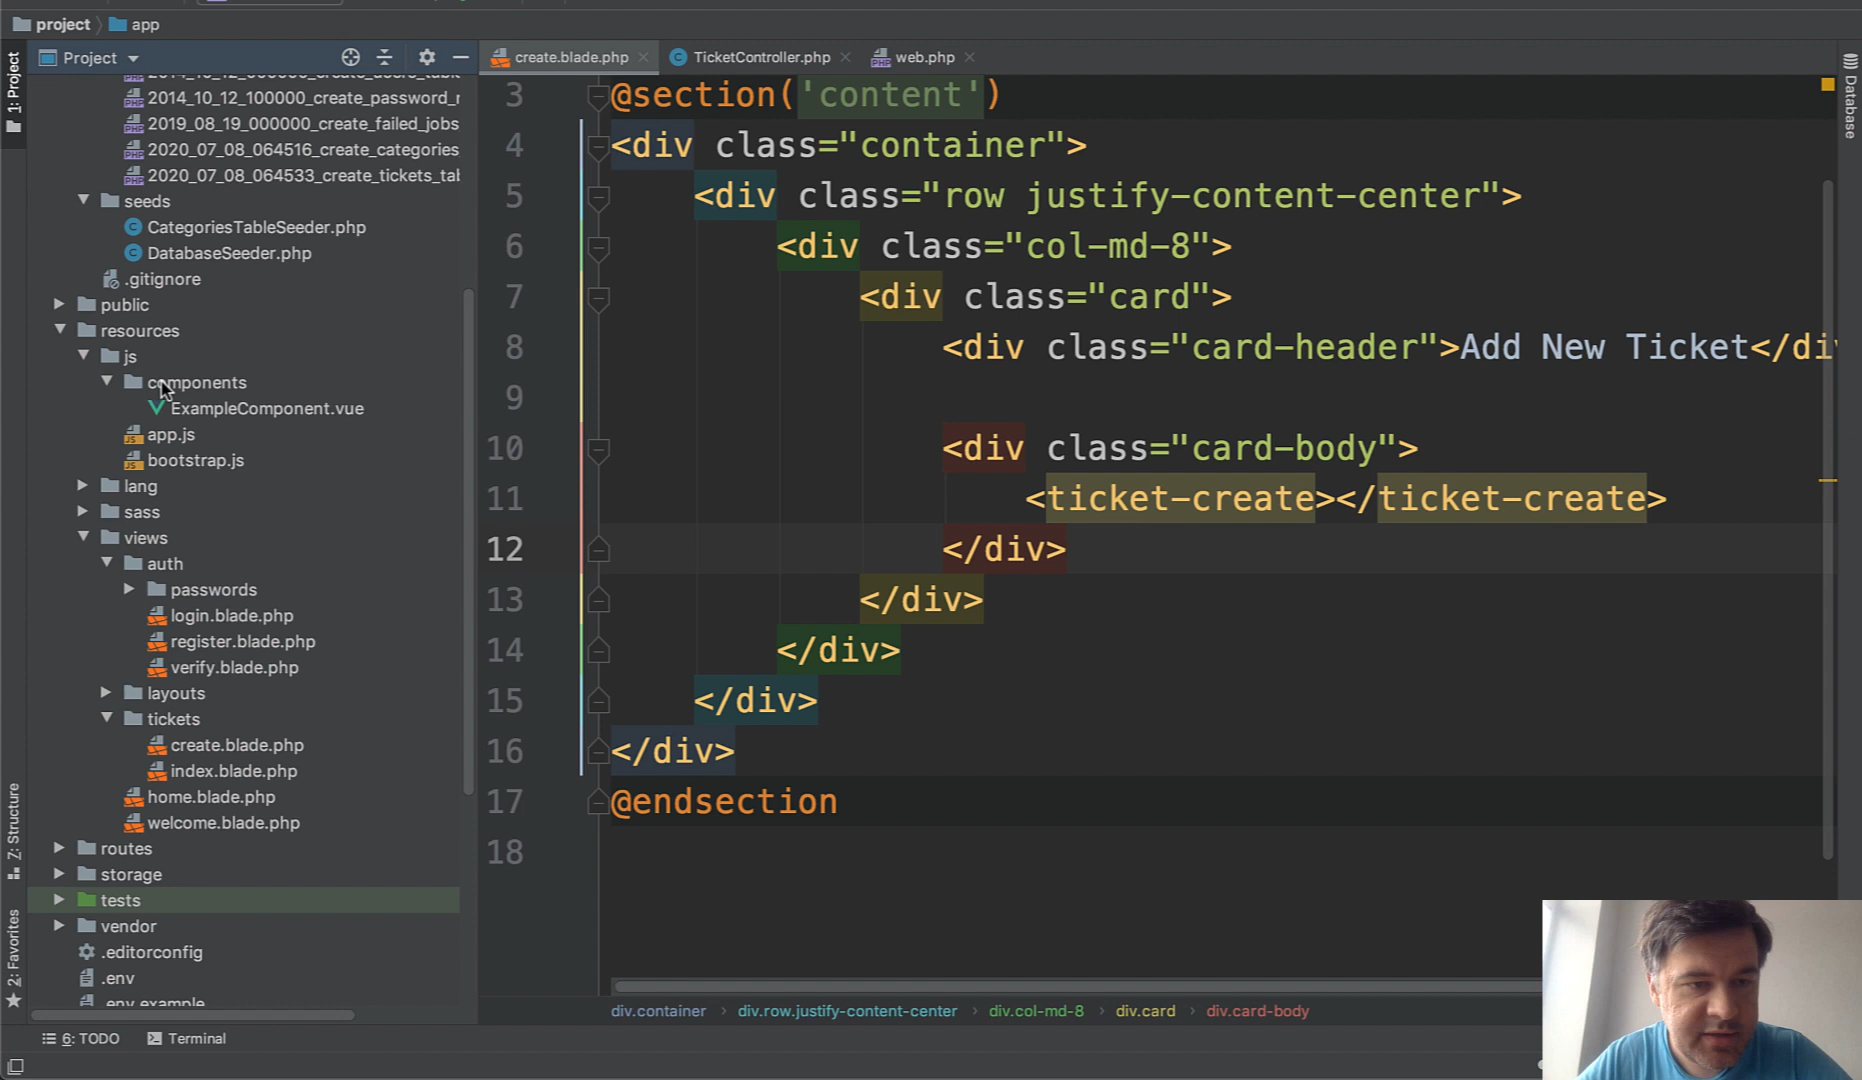 project
app
1: Project
Project
2014_10_12_100000_create_password_r
2019_08_19_000000_create_failed_jobs
2020_07_08_064516_create_categories_
2020_07_08_064533_create_tickets_tab
seeds
CategoriesTableSeeder.php
DatabaseSeeder.php
.gitignore
public
resources
js
components
ExampleComponent.vue
app.js
bootstrap.js
lang
sass
views
auth
passwords
login.blade.php
register.blade.php
verify.blade.php
layouts
tickets
create.blade.php
index.blade.php
home.blade.php
welcome.blade.php
routes
storage
tests
vendor
.editorconfig
.env
.env.example
Z: Structure
2: Favorites
create.blade.php
TicketController.php
web.php
3 @section('content')
4 <div class="container">
5 <div class="row justify-content-center">
6 <div class="col-md-8">
7 <div class="card">
8 <div class="card-header">Add New Ticket</di
9
10 <div class="card-body">
11 <ticket-create></ticket-create>
12 </div>
13 </div>
14 </div>
15 </div>
16 </div>
17 @endsection
18
Database
div.container
div.row.justify-content-center
div.col-md-8
div.card
div.card-body
6: TODO
Terminal